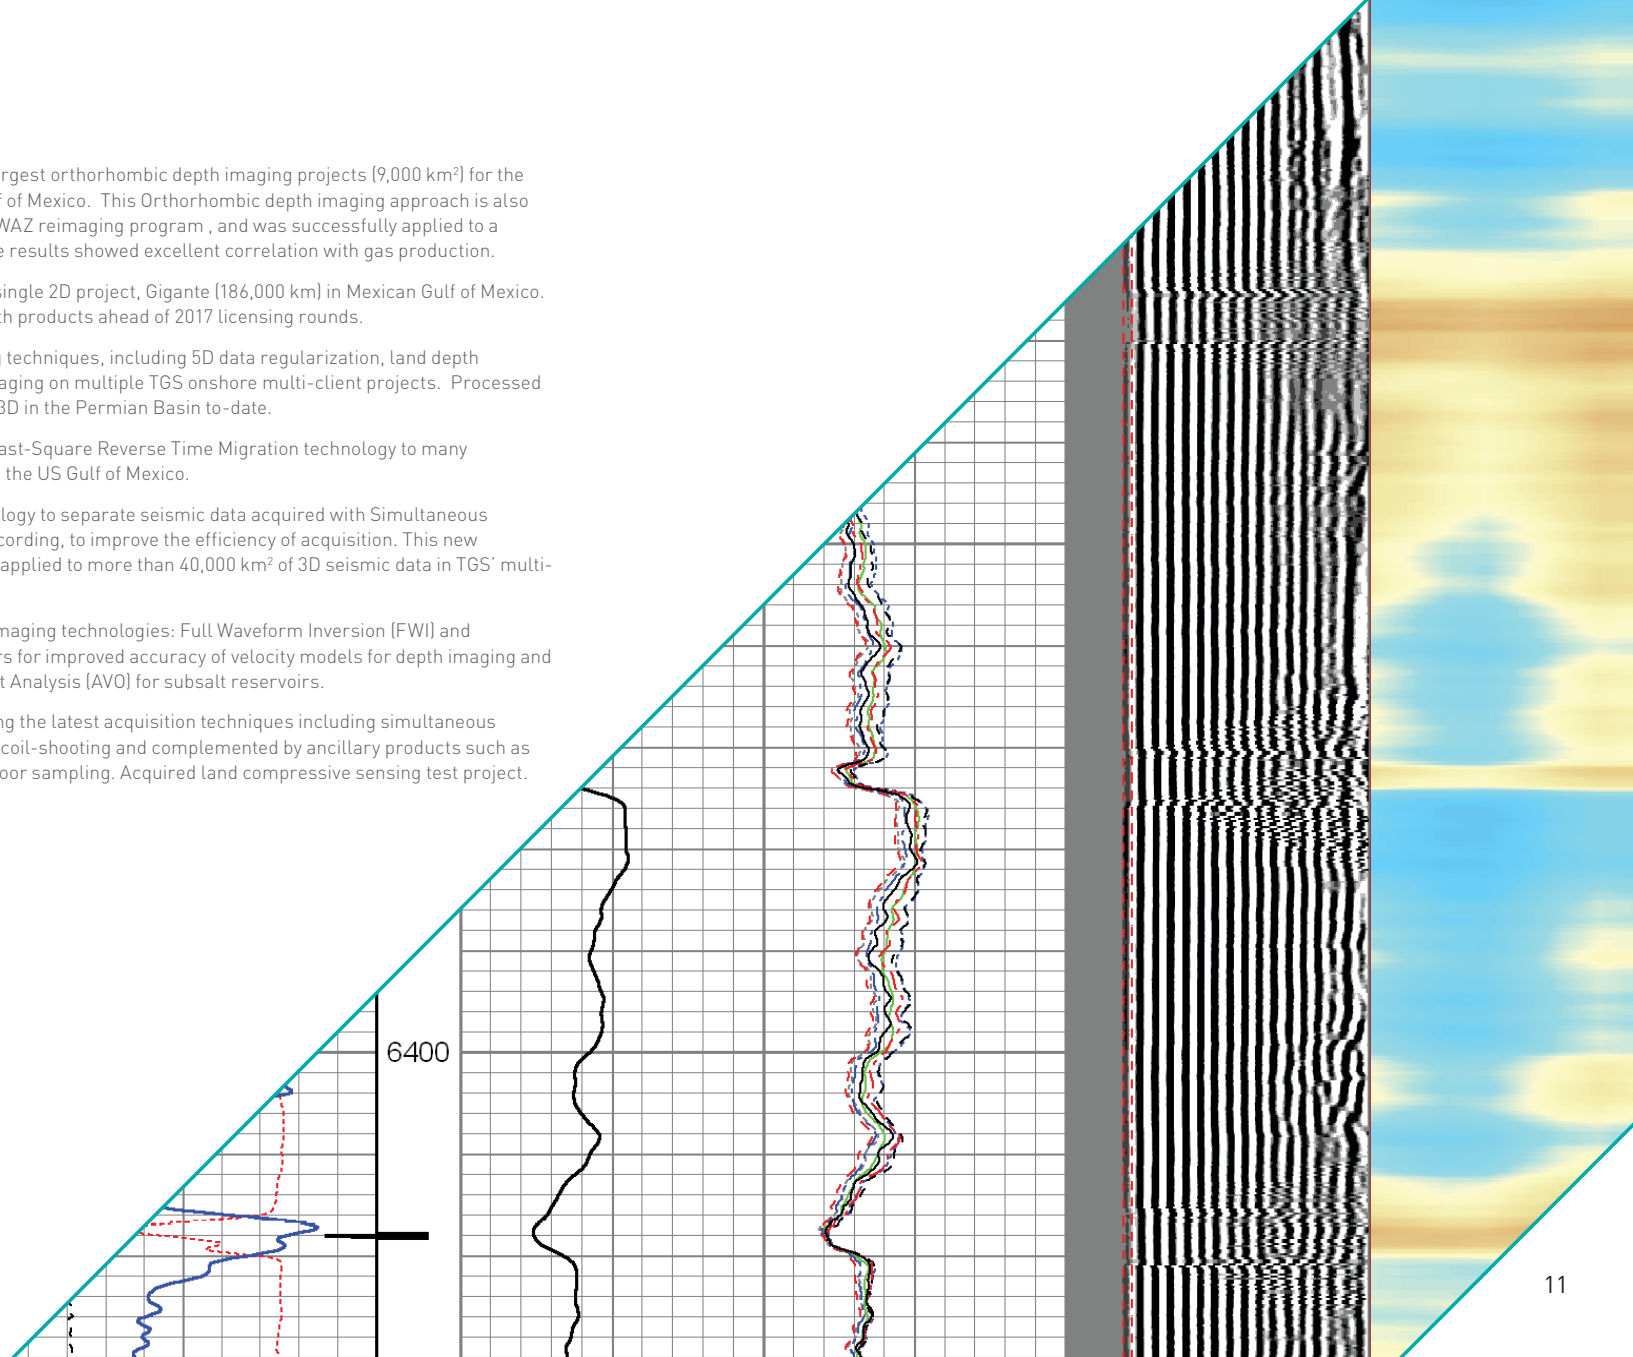 rgest orthorhombic depth imaging projects (9,000 km²) for the
f of Mexico. This Orthorhombic depth imaging approach is also
WAZ reimaging program , and was successfully applied to a
e results showed excellent correlation with gas production.
single 2D project, Gigante (186,000 km) in Mexican Gulf of Mexico.
th products ahead of 2017 licensing rounds.
g techniques, including 5D data regularization, land depth
aging on multiple TGS onshore multi-client projects. Processed
3D in the Permian Basin to-date.
ast-Square Reverse Time Migration technology to many
the US Gulf of Mexico.
logy to separate seismic data acquired with Simultaneous
cording, to improve the efficiency of acquisition. This new
applied to more than 40,000 km² of 3D seismic data in TGS' multi-
maging technologies: Full Waveform Inversion (FWI) and
rs for improved accuracy of velocity models for depth imaging and
t Analysis (AVO) for subsalt reservoirs.
ng the latest acquisition techniques including simultaneous
coil-shooting and complemented by ancillary products such as
oor sampling. Acquired land compressive sensing test project.
6400
11